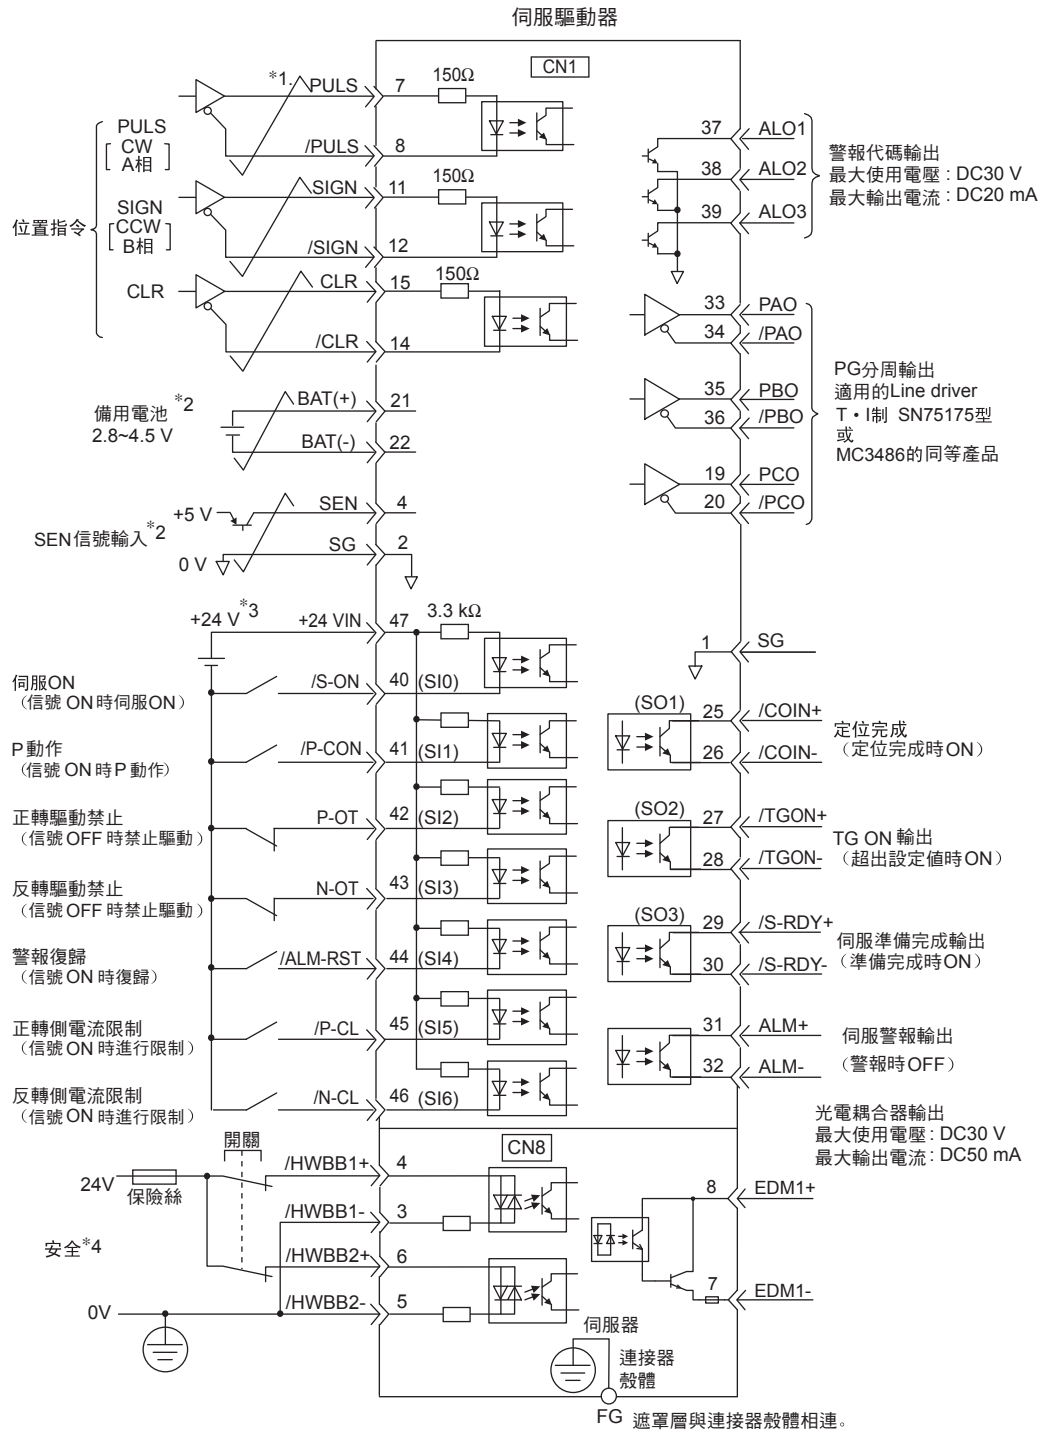 伺服驅動器
CN1
*1.
PULS
7
150Ω
/PULS
8
PULS
CW
A相
SIGN
11
150Ω
/SIGN
12
SIGN
CCW
B相
位置指令
CLR
CLR
15
150Ω
/CLR
14
備用電池*2
2.8~4.5 V
BAT(+)
21
BAT(-)
22
+5 V
SEN
4
SEN信號輸入*2
SG
2
0 V
37
ALO1
38
ALO2
39
ALO3
警報代碼輸出
最大使用電壓:DC30 V
最大輸出電流:DC20 mA
33
PAO
34
/PAO
35
PBO
36
/PBO
19
PCO
20
/PCO
PG分周輸出
適用的Line driver
T・I制 SN75175型
或
MC3486的同等產品
1
SG
+24 V*3
+24 VIN
47
3.3 kΩ
伺服ON
(信號 ON時伺服ON)
/S-ON
40
(SI0)
P動作
(信號 ON時P動作)
/P-CON
41
(SI1)
正轉驅動禁止
(信號 OFF 時禁止驅動)
P-OT
42
(SI2)
反轉驅動禁止
(信號 OFF 時禁止驅動)
N-OT
43
(SI3)
警報復歸
(信號 ON時復歸)
/ALM-RST
44
(SI4)
正轉側電流限制
(信號 ON 時進行限制)
/P-CL
45
(SI5)
反轉側電流限制
(信號ON 時進行限制)
/N-CL
46
(SI6)
(SO1)
25
/COIN+
26
/COIN-
定位完成
(定位完成時ON)
(SO2)
27
/TGON+
28
/TGON-
TG ON 輸出
(超出設定值時ON)
(SO3)
29
/S-RDY+
30
/S-RDY-
伺服準備完成輸出
(準備完成時ON)
31
ALM+
32
ALM-
伺服警報輸出
(警報時OFF)
光電耦合器輸出
最大使用電壓:DC30 V
最大輸出電流:DC50 mA
CN8
開關
24V
保險絲
/HWBB1+
4
/HWBB1-
3
安全*4
/HWBB2+
6
/HWBB2-
5
0V
8
EDM1+
7
EDM1-
伺服器
連接器
殼體
FG
遮罩層與連接器殼體相連。